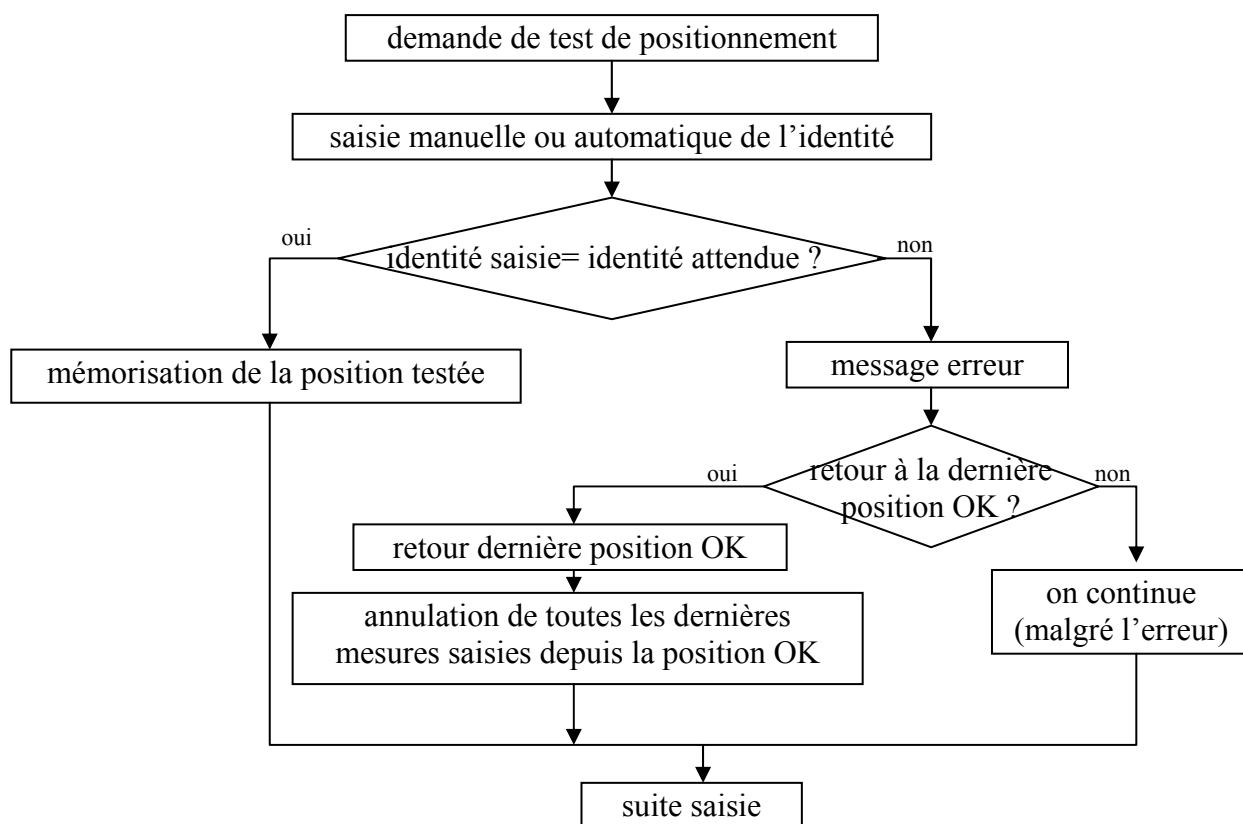 demande de test de positionnement
saisie manuelle ou automatique de l’identité
oui
identité saisie= identité attendue ?
non
mémorisation de la position testée
message erreur
oui
retour à la dernière
position OK ?
non
retour dernière position OK
on continue
(malgré l’erreur)
annulation de toutes les dernières
mesures saisies depuis la position OK
suite saisie